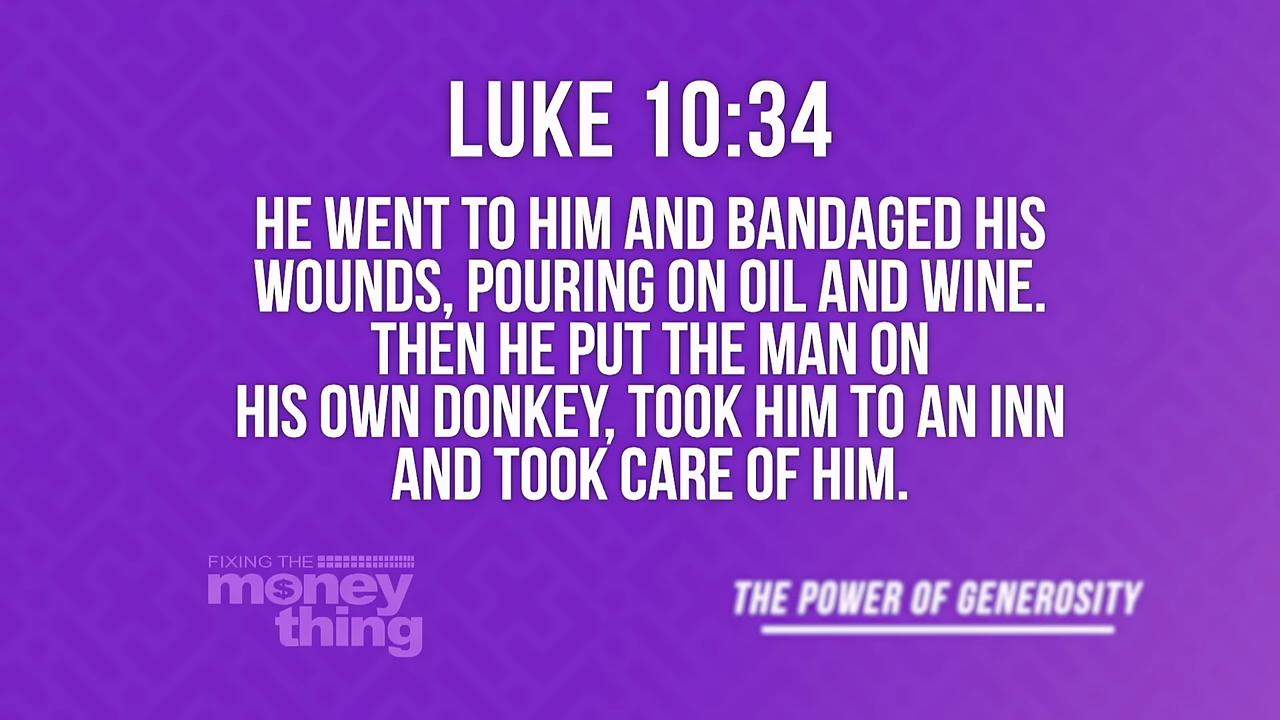 LUKE 10:34
HE WENT TO HIM AND BANDAGED HIS
WOUNDS, POURING ON OIL AND WINE.
THEN HE PUT THE MAN ON
HIS OWN DONKEY, TOOK HIM TO AN INN
AND TOOK CARE OF HIM.
FIXING THE
money
thing
THE POWER OF GENEROSITY